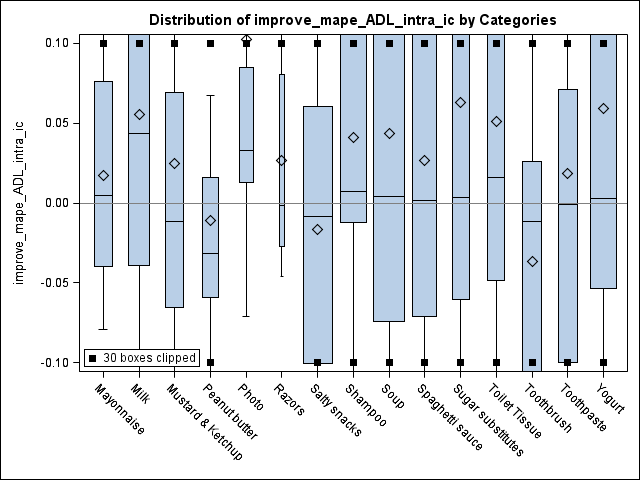 Distribution of improve_mape_ADL_intra_ic by Categories
improve_mape_ADL_intra_ic
0.10
0.05
0.00
-0.05
-0.10
30 boxes clipped
Mayonnaise
Milk
Mustard & Ketchup
Peanut butter
Photo
Razors
Salty snacks
Shampoo
Soup
Spaghetti sauce
Sugar substitutes
Toilet Tissue
Toothbrush
Toothpaste
Yogurt